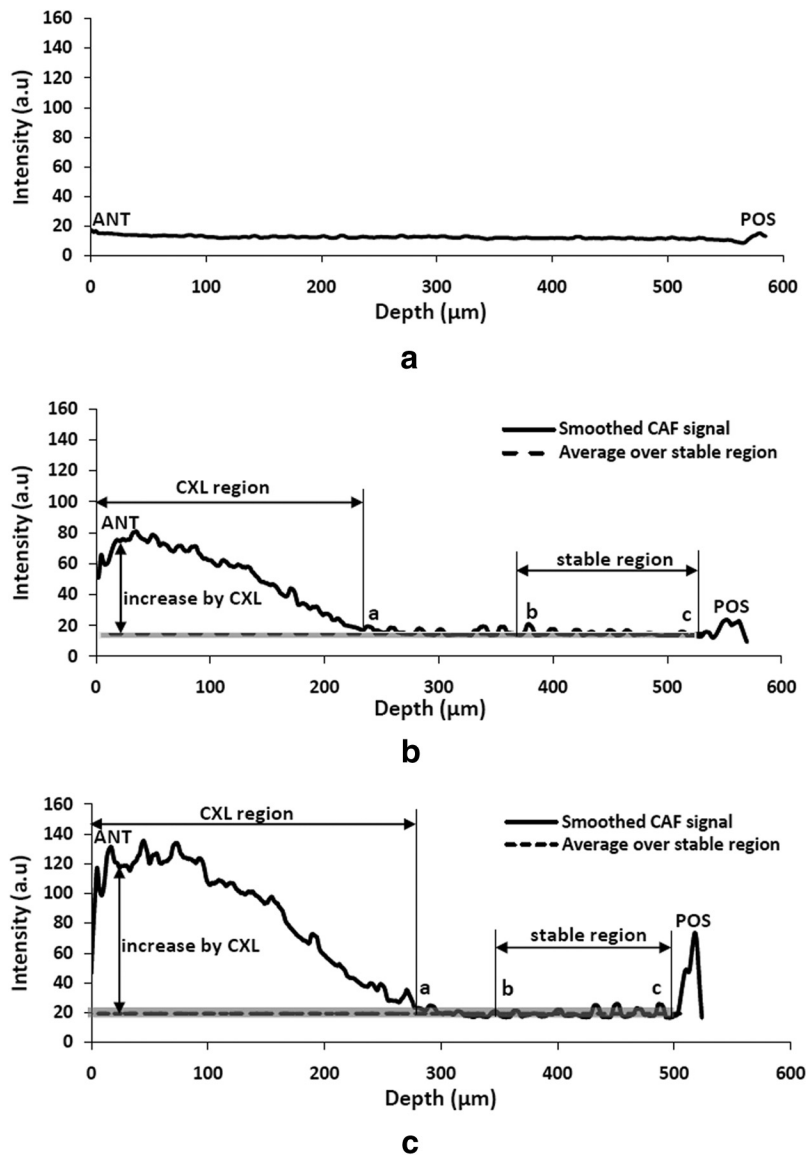 160
140
120
100
80
60
40
20
0
Intensity (a.u)
ANT
POS
0 100 200 300 400 500 600
Depth (µm)
a
160
140
120
100
80
60
40
20
0
Intensity (a.u)
Smoothed CAF signal
Average over stable region
CXL region
ANT
increase by CXL
stable region
a
b
c
POS
0 100 200 300 400 500 600
Depth (µm)
b
160
140
120
100
80
60
40
20
0
Intensity (a.u)
CXL region
ANT
Smoothed CAF signal
Average over stable region
increase by CXL
stable region
POS
a
b
c
0 100 200 300 400 500 600
Depth (µm)
c